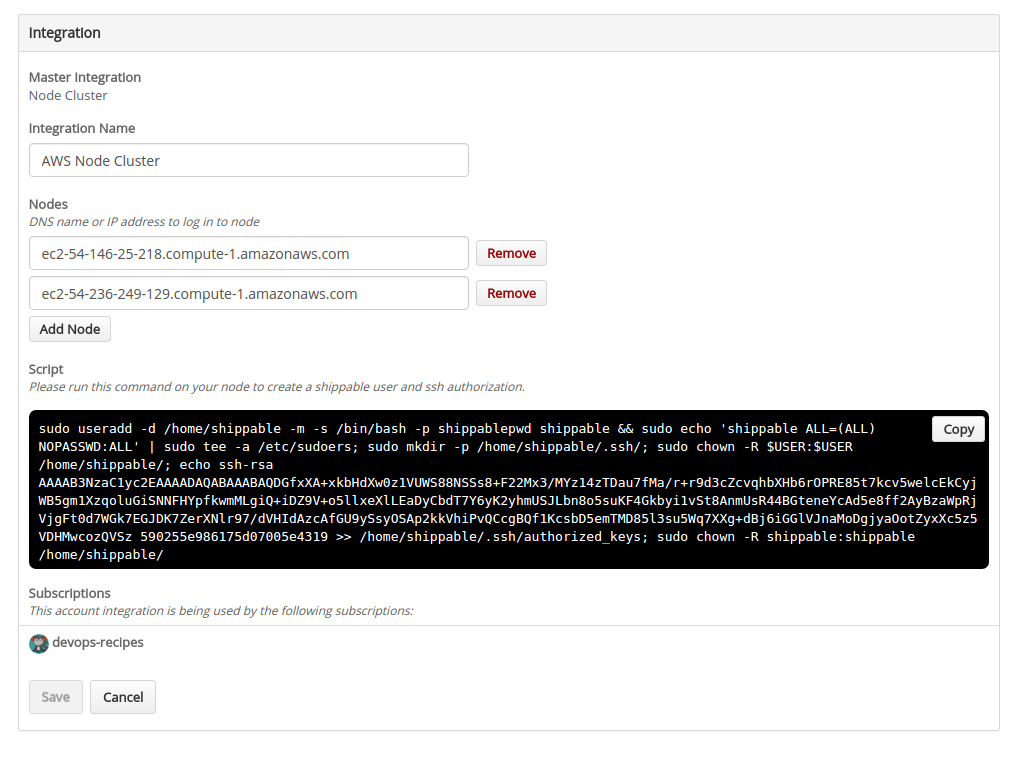 Integration
Master Integration
Node Cluster
Integration Name
AWS Node Cluster
Nodes
DNS name or IP address to log in to node
ec2-54-146-25-218.compute-1.amazonaws.com Remove
ec2-54-236-249-129.compute-1.amazonaws.com Remove
Add Node
Script
Please run this command on your node to create a shippable user and ssh authorization.
sudo useradd -d /home/shippable -m -s /bin/bash -p shippablepwd shippable && sudo echo 'shippable ALL=(ALL) Copy
NOPASSWD:ALL' | sudo tee -a /etc/sudoers; sudo mkdir -p /home/shippable/.ssh/; sudo chown -R $USER:$USER
/home/shippable/; echo ssh-rsa
AAAAB3NzaC1yc2EAAAADAQABAAABAQDGfxXA+xkbHdXw0z1VUWS88NSSs8+F22Mx3/MYz14zTDau7fMa/r+r9d3cZcvqhbXHb6rOPRE85t7kcv5welcEkCyj
WB5gm1XzqoluGiSNNFHYpfkwmMLgiQ+iDZ9V+o5llxeXlLEaDyCbdT7Y6yK2yhmUSJLbn8o5suKF4Gkbyi1vSt8AnmUsR44BGteneYcAd5e8ff2AyBzaWpRj
VjgFt0d7WGk7EGJDK7ZerXNlr97/dVHIdAzcAfGU9ySsyOSAp2kkVhiPvQCcgBQf1KcsbD5emTMD85l3su5Wq7XXg+dBj6iGGlVJnaMoDgjyaOotZyxXc5z5
VDHMwcozQVSz 590255e986175d07005e4319 >> /home/shippable/.ssh/authorized_keys; sudo chown -R shippable:shippable
/home/shippable/
Subscriptions
This account integration is being used by the following subscriptions:
devops-recipes
Save Cancel